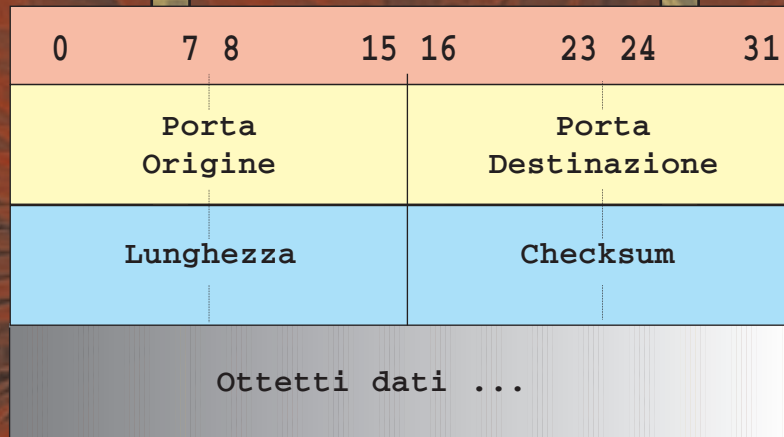 0 7 8 15 16 23 24 31
Porta Porta
Origine Destinazione
Lunghezza Checksum
Ottetti dati ...